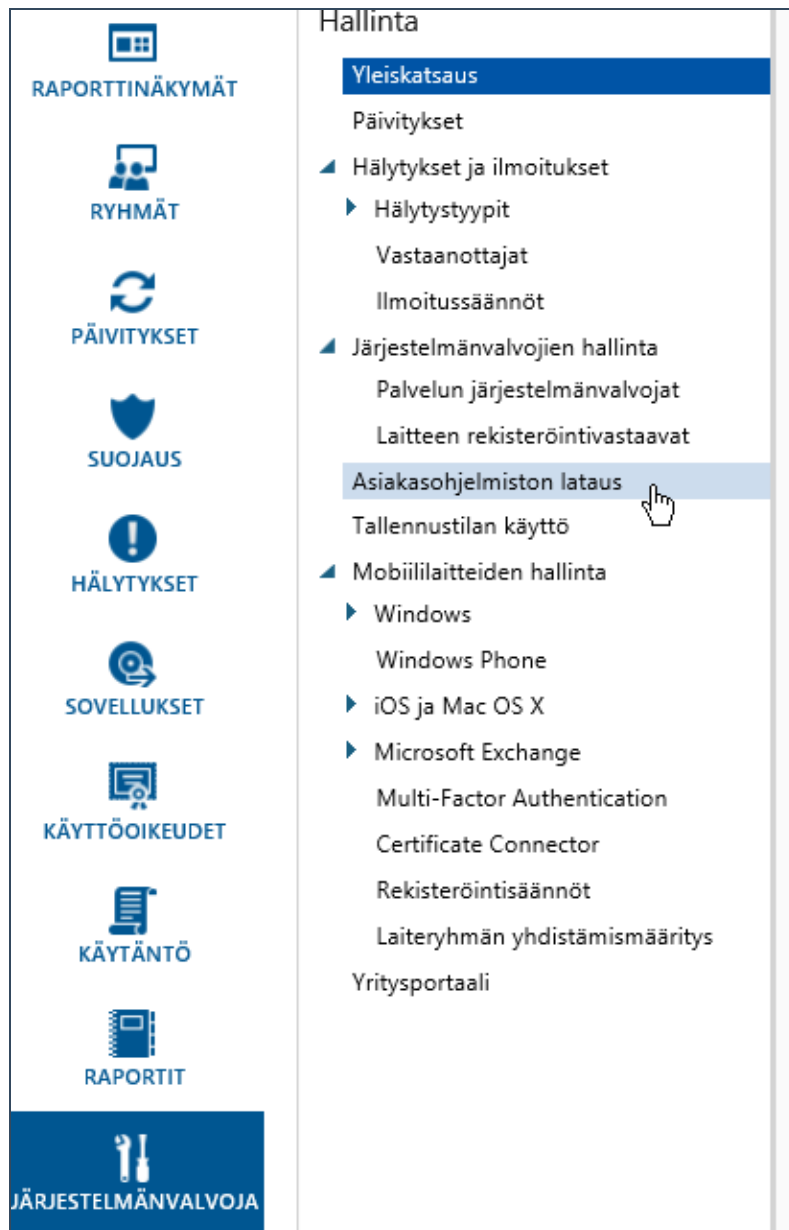 RAPORTTINÄKYMÄT
RYHMÄT
PÄIVITYKSET
SUOJAUS
HÄLYTYKSET
SOVELLUKSET
KÄYTTÖOIKEUDET
KÄYTÄNTÖ
RAPORTIT
JÄRJESTELMÄNVALVOJA
Hallinta
Yleiskatsaus
Päivitykset
Hälytykset ja ilmoitukset
Hälytystyypit
Vastaanottajat
Ilmoitussäännöt
Järjestelmänvalvojien hallinta
Palvelun järjestelmänvalvojat
Laitteen rekisteröintivastaavat
Asiakasohjelmiston lataus
Tallennustilan käyttö
Mobiililaitteiden hallinta
Windows
Windows Phone
iOS ja Mac OS X
Microsoft Exchange
Multi-Factor Authentication
Certificate Connector
Rekisteröintisäännöt
Laiteryhmän yhdistämismääritys
Yritysportaali